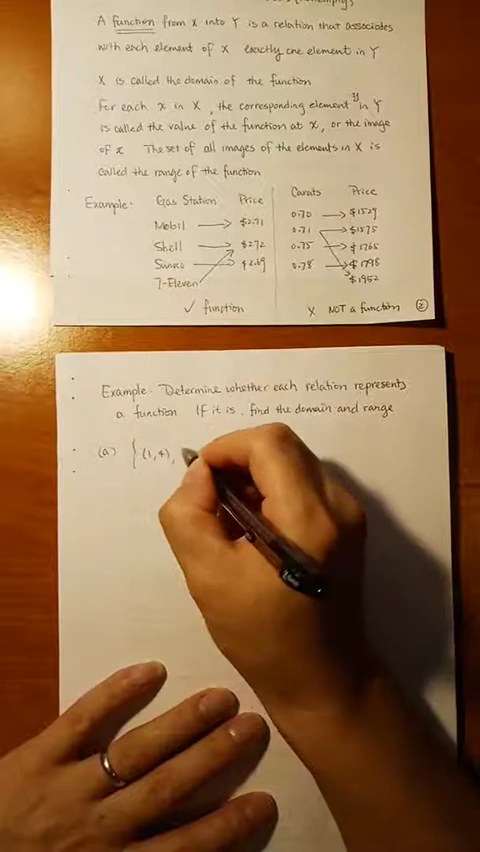 A function from X into Y is a relation that associates
with each element of X exactly one element in Y
X is called the domain of the function
For each x in X, the corresponding element y in Y
is called the value of the function at x, or the image
of x The set of all images of the elements in X is
called the range of the function
Example: Gas Station Price
Mobil → $2.71
Shell → $2.72
Sunco → $2.69
7-Eleven
✓ function
Carats Price
0.70 → $1529
0.71 → $1575
0.75 → $1765
0.78 → $1798
$1952
X NOT a function ②
Example. Determine whether each relation represents
a function If it is, find the domain and range
(a) { (1,4),